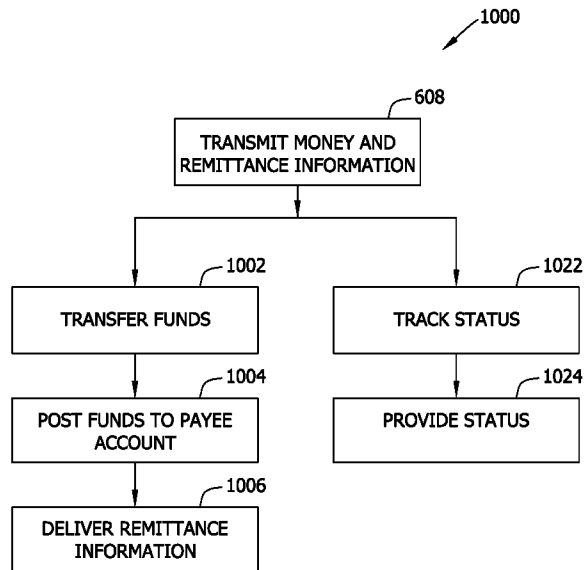 1000
608
TRANSMIT MONEY AND
REMITTANCE INFORMATION
1002
TRANSFER FUNDS
1022
TRACK STATUS
1004
POST FUNDS TO PAYEE
ACCOUNT
1024
PROVIDE STATUS
1006
DELIVER REMITTANCE
INFORMATION